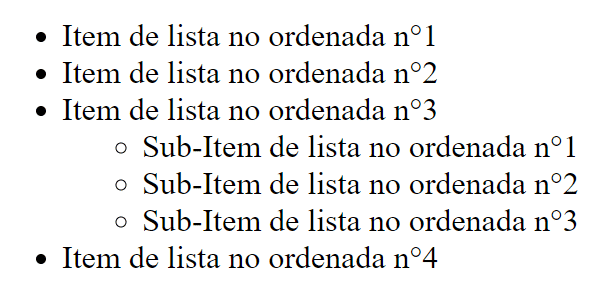 Item de lista no ordenada n°1
Item de lista no ordenada n°2
Item de lista no ordenada n°3
Sub-Item de lista no ordenada n°1
Sub-Item de lista no ordenada n°2
Sub-Item de lista no ordenada n°3
Item de lista no ordenada n°4